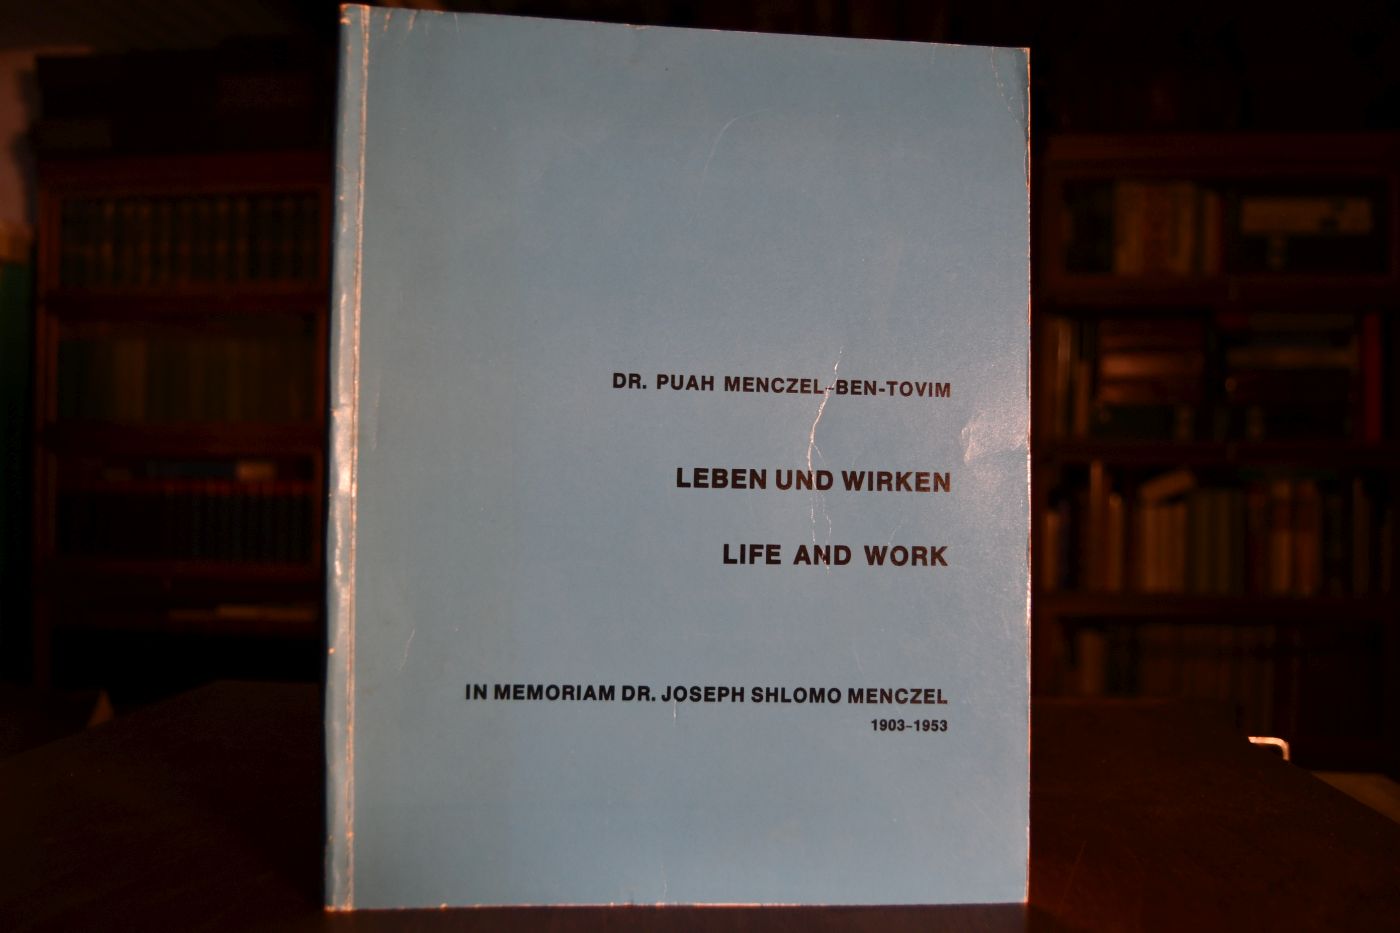 DR. PUAH MENCZEL-BEN-TOVIM
LEBEN UND WIRKEN
LIFE AND WORK
IN MEMORIAM DR. JOSEPH SHLOMO MENCZEL
1903-1953